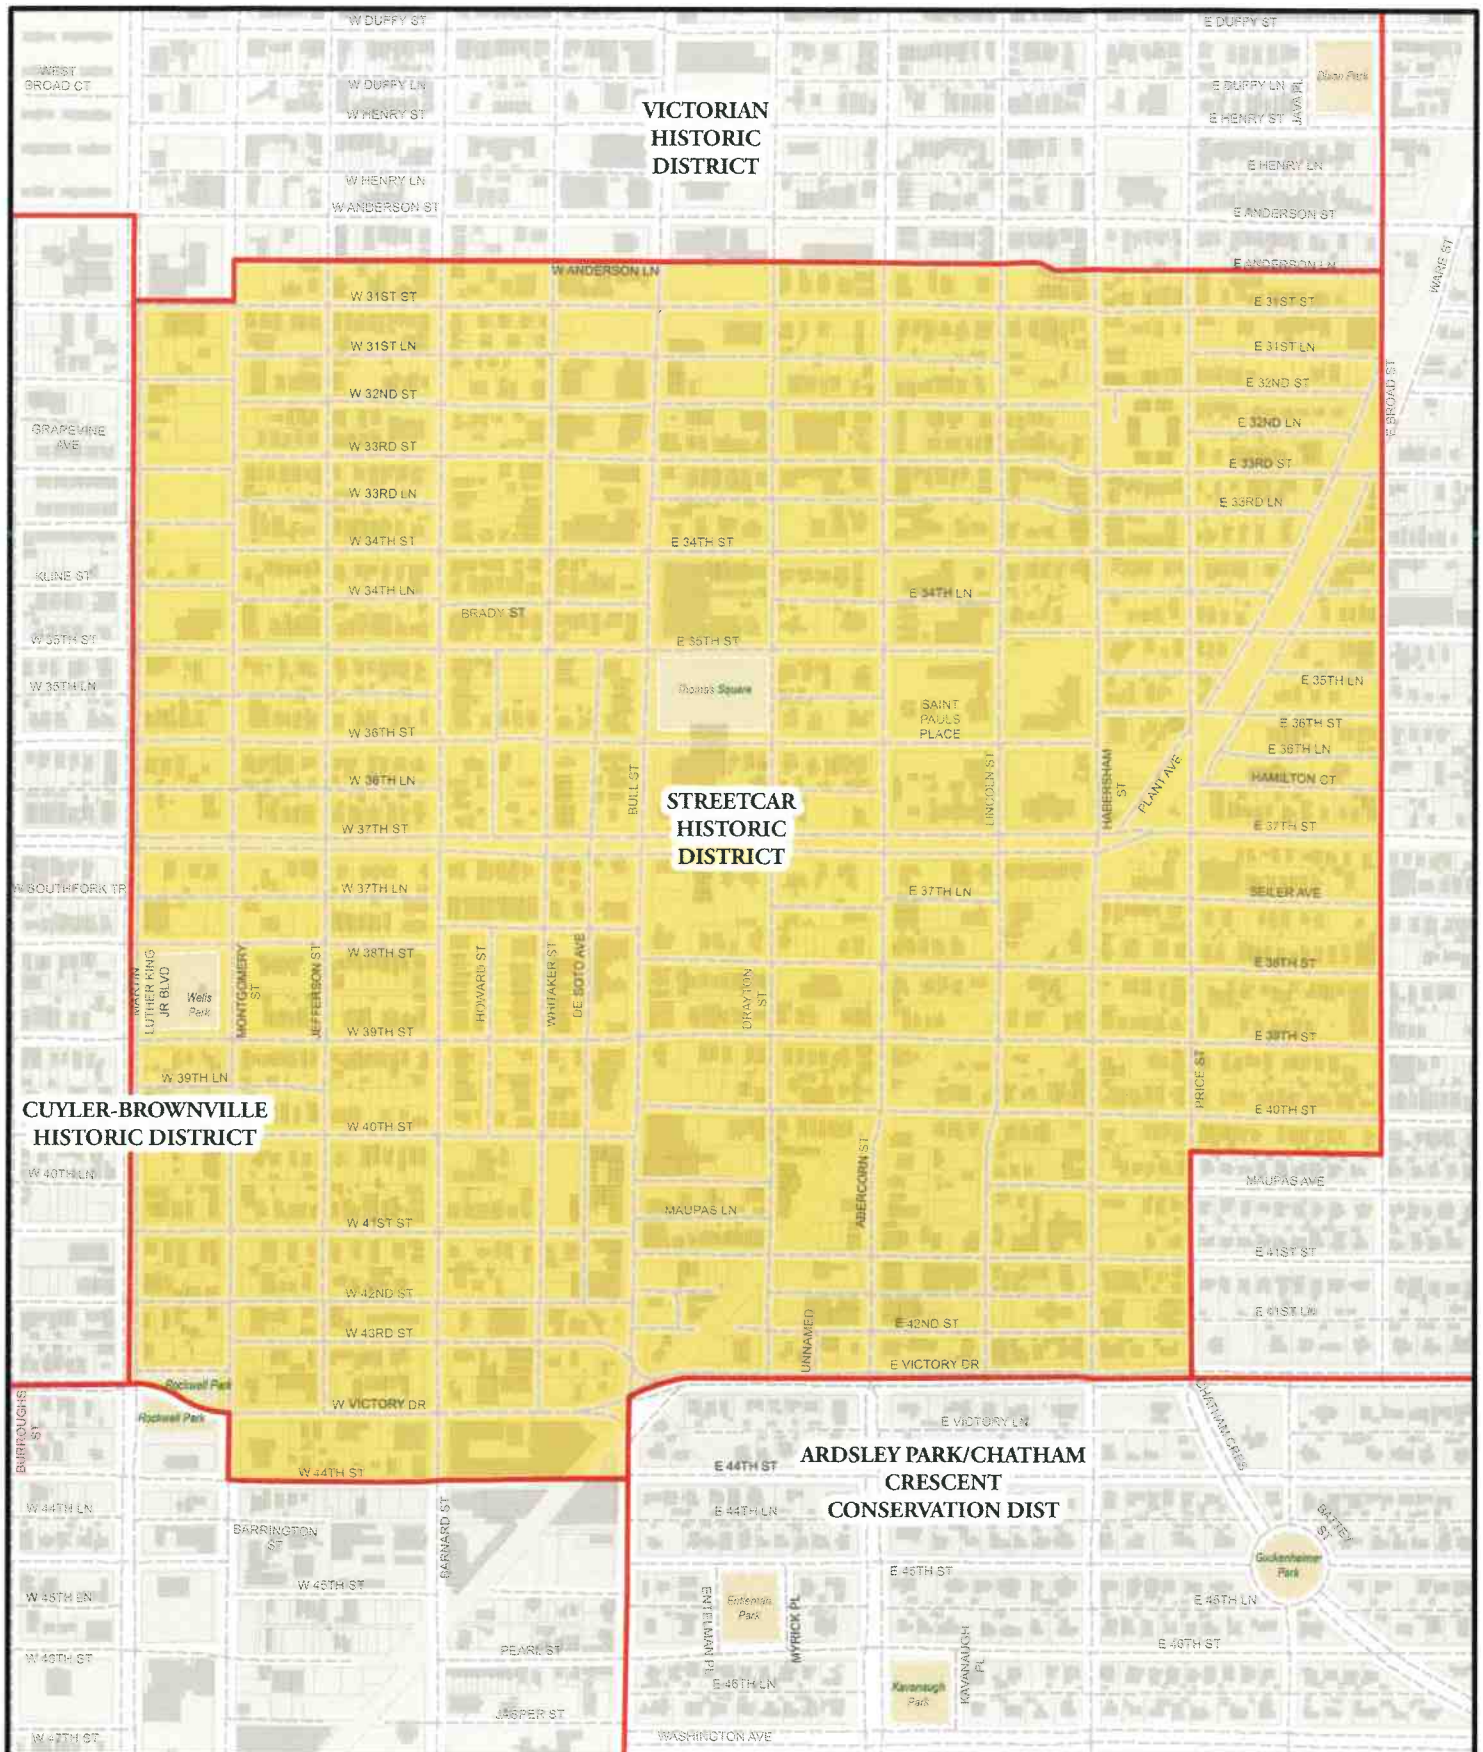 W DUFFY ST
E DUFFY ST
WEST
BROAD CT
W DUFFY LN
E DUFFY LN
JAVA PL
Dixon Park
VICTORIAN
HISTORIC
DISTRICT
W HENRY ST
E HENRY ST
W HENRY LN
E HENRY LN
W ANDERSON ST
E ANDERSON ST
W ANDERSON LN
E ANDERSON LN
WARE ST
W 31ST ST
E 31ST ST
W 31ST LN
E 31ST LN
W 32ND ST
E 32ND ST
E BROAD ST
GRAPEVINE
AVE
E 32ND LN
W 33RD ST
E 33RD ST
W 33RD LN
E 33RD LN
W 34TH ST
E 34TH ST
KLINE ST
W 34TH LN
E 34TH LN
BRADY ST
W 35TH ST
E 35TH ST
W 35TH LN
Thomas Square
E 35TH LN
SAINT
PAULS
PLACE
W 36TH ST
E 36TH ST
E 36TH LN
W 36TH LN
HAMILTON CT
BULL ST
LINCOLN ST
HABERSHAM
ST
PLANT AVE
STREETCAR
HISTORIC
DISTRICT
W 37TH ST
E 37TH ST
W SOUTHFORK TR
W 37TH LN
E 37TH LN
SEILER AVE
W 38TH ST
E 38TH ST
MARTIN
LUTHER KING
JR BLVD
Wells
Park
MONTGOMERY
ST
JEFFERSON ST
HOWARD ST
WHITAKER ST
DE SOTO AVE
DRAYTON
ST
W 39TH ST
E 39TH ST
W 39TH LN
PRICE ST
CUYLER-BROWNVILLE
HISTORIC DISTRICT
W 40TH ST
E 40TH ST
W 40TH LN
ABERCORN ST
MAUPAS AVE
MAUPAS LN
W 41ST ST
E 41ST ST
W 42ND ST
E 41ST LN
W 43RD ST
UNNAMED
E 42ND ST
E VICTORY DR
Rockwell Park
BURROUGHS
ST
Rockwell Park
W VICTORY DR
CHATHAM CRES
E VICTORY LN
W 44TH ST
E 44TH ST
ARDSLEY PARK/CHATHAM
CRESCENT
CONSERVATION DIST
W 44TH LN
E 44TH LN
BARRINGTON
ST
BARNARD ST
BATTEY
ST
Guckenheimer
Park
W 45TH ST
E 45TH ST
W 45TH LN
E 45TH LN
ENTELMAN PL
Entelman
Park
MYRICK PL
W 46TH ST
PEARL ST
E 46TH ST
KAVANAUGH
PL
E 46TH LN
Kavanaugh
Park
JASPER ST
W 47TH ST
WASHINGTON AVE